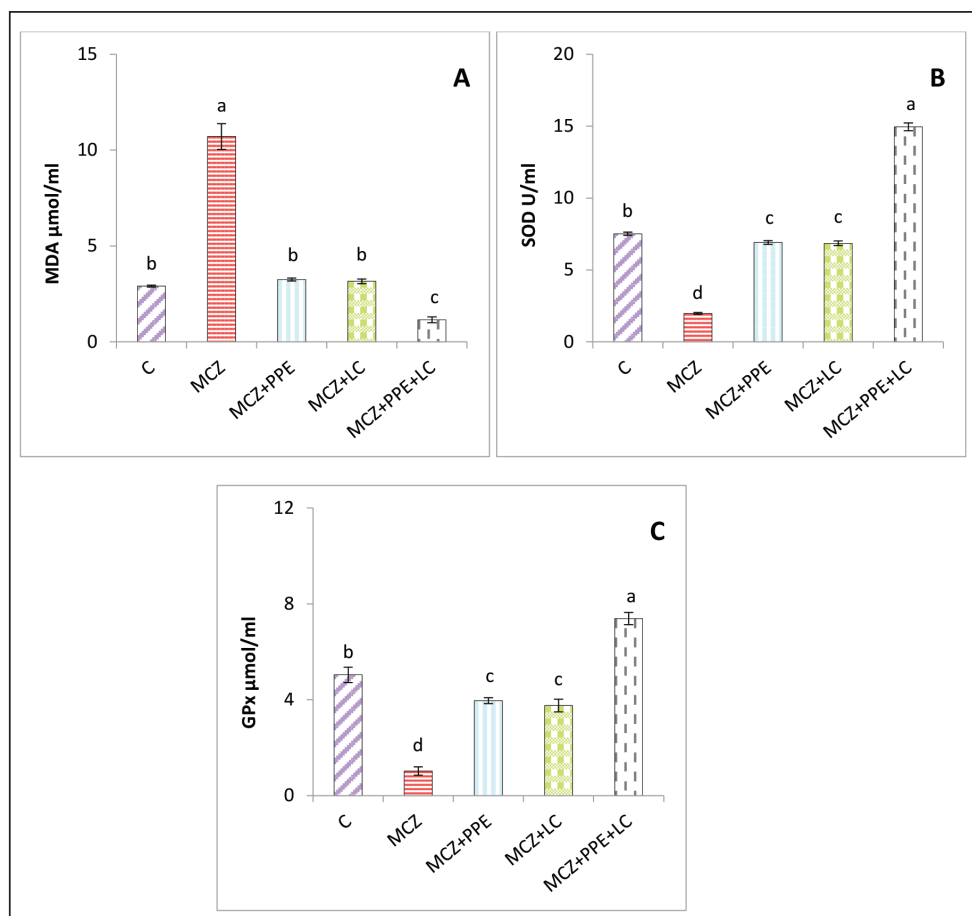 A
MDA µmol/ml
15
10
5
0
b
a
b
b
c
C
MCZ
MCZ+PPE
MCZ+LC
MCZ+PPE+LC
B
SOD U/ml
20
15
10
5
0
b
d
c
c
a
C
MCZ
MCZ+PPE
MCZ+LC
MCZ+PPE+LC
C
GPx µmol/ml
12
8
4
0
b
d
c
c
a
C
MCZ
MCZ+PPE
MCZ+LC
MCZ+PPE+LC